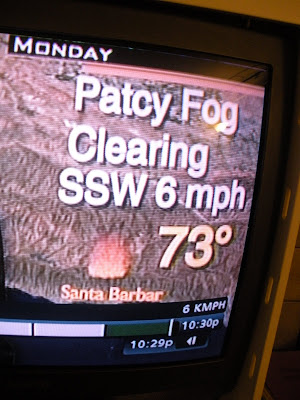 MONDAY
Patcy Fog
Clearing
SSW 6 mph
73°
Santa Barbar
6 KMPH
10:30p
10:29p